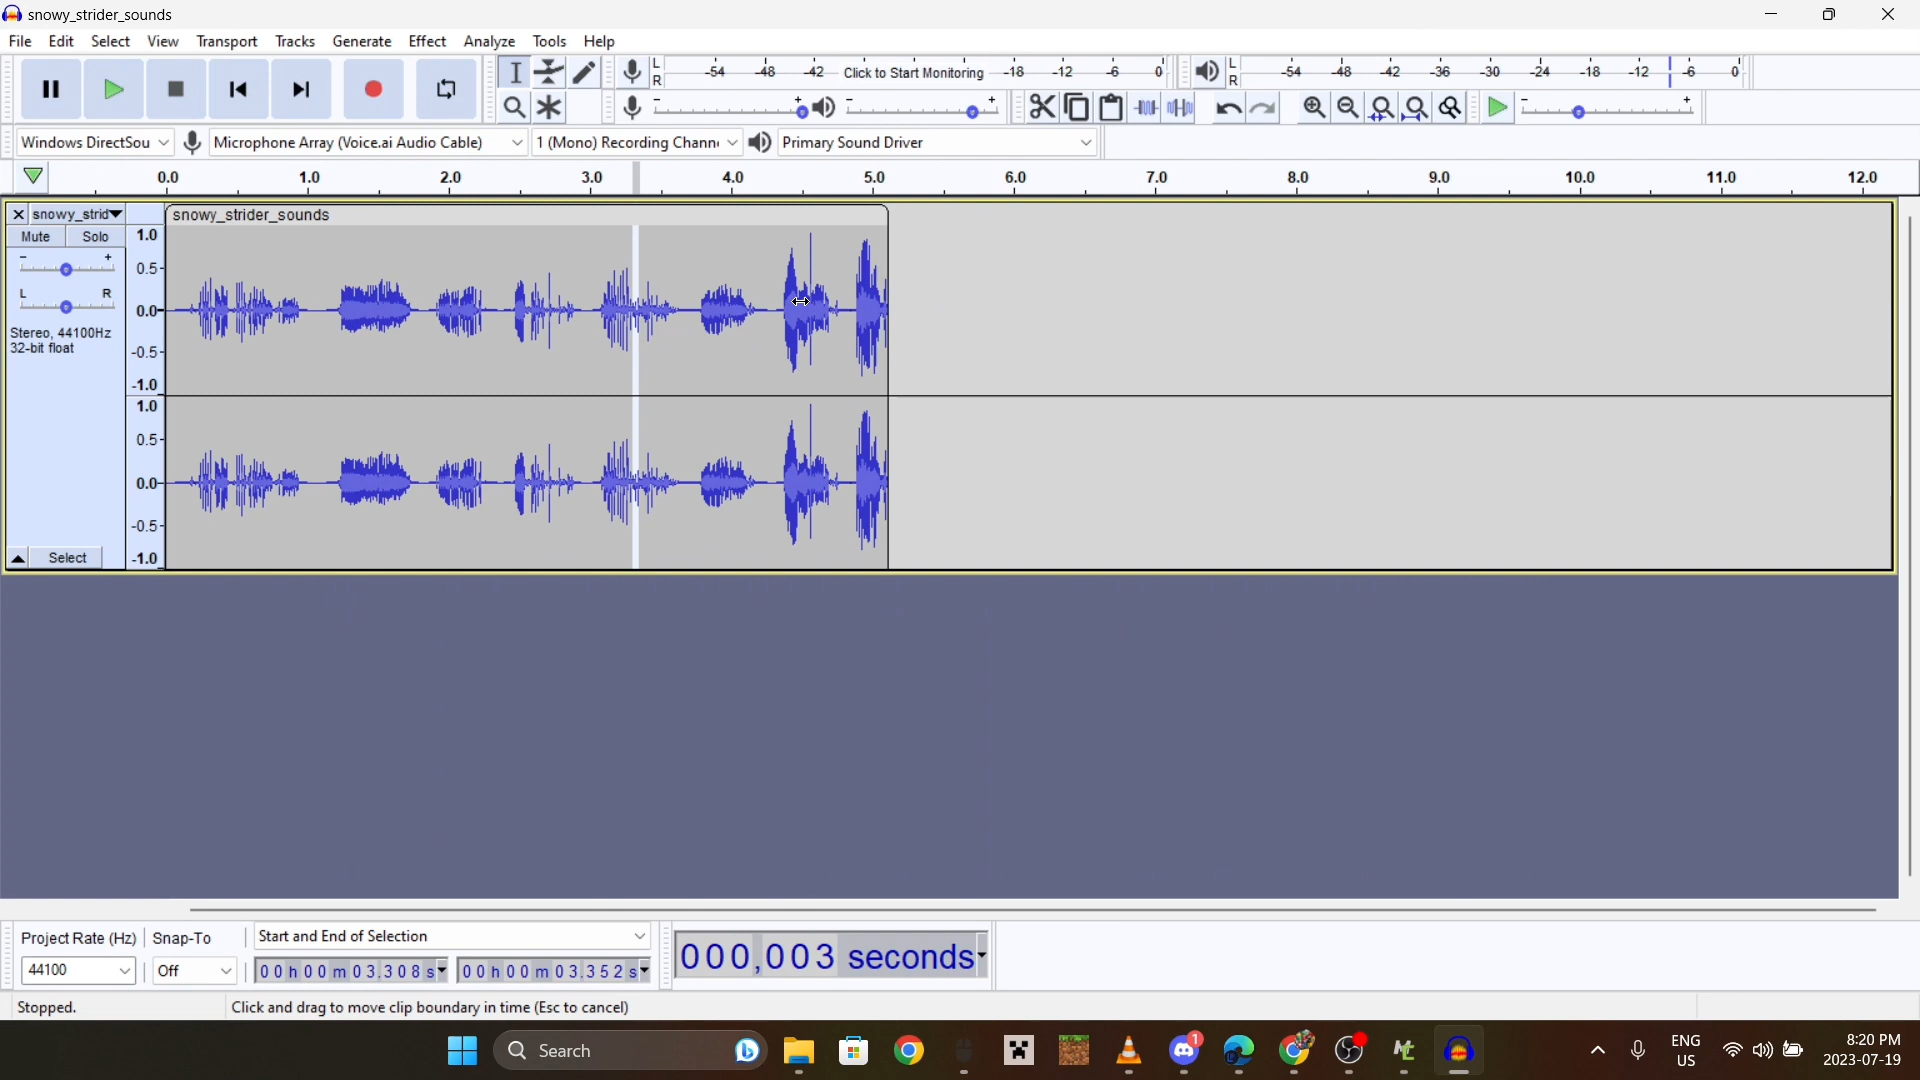 snowy_strider_sounds
File Edit Select View Transport Tracks Generate Effect Analyze Tools Help
L R -54 -48 -42 Click to Start Monitoring -18 -12 -6 0 L R -54 -48 -42 -36 -30 -24 -18 -12 -6 0
- + - + - +
Windows DirectSou Microphone Array (Voice.ai Audio Cable) 1 (Mono) Recording Chann Primary Sound Driver
0.0 1.0 2.0 3.0 4.0 5.0 6.0 7.0 8.0 9.0 10.0 11.0 12.0
snowy_strid snowy_strider_sounds
Mute Solo 1.0
- + 0.5
L R 0.0
Stereo, 44100Hz
32-bit float -0.5
-1.0
1.0
0.5
0.0
-0.5
Select -1.0
Project Rate (Hz) Snap-To Start and End of Selection
44100 Off 00h00m03.308s 00h00m03.352s 000,003 seconds
Stopped. Click and drag to move clip boundary in time (Esc to cancel)
Search 1 ENG US 8:20 PM
2023-07-19